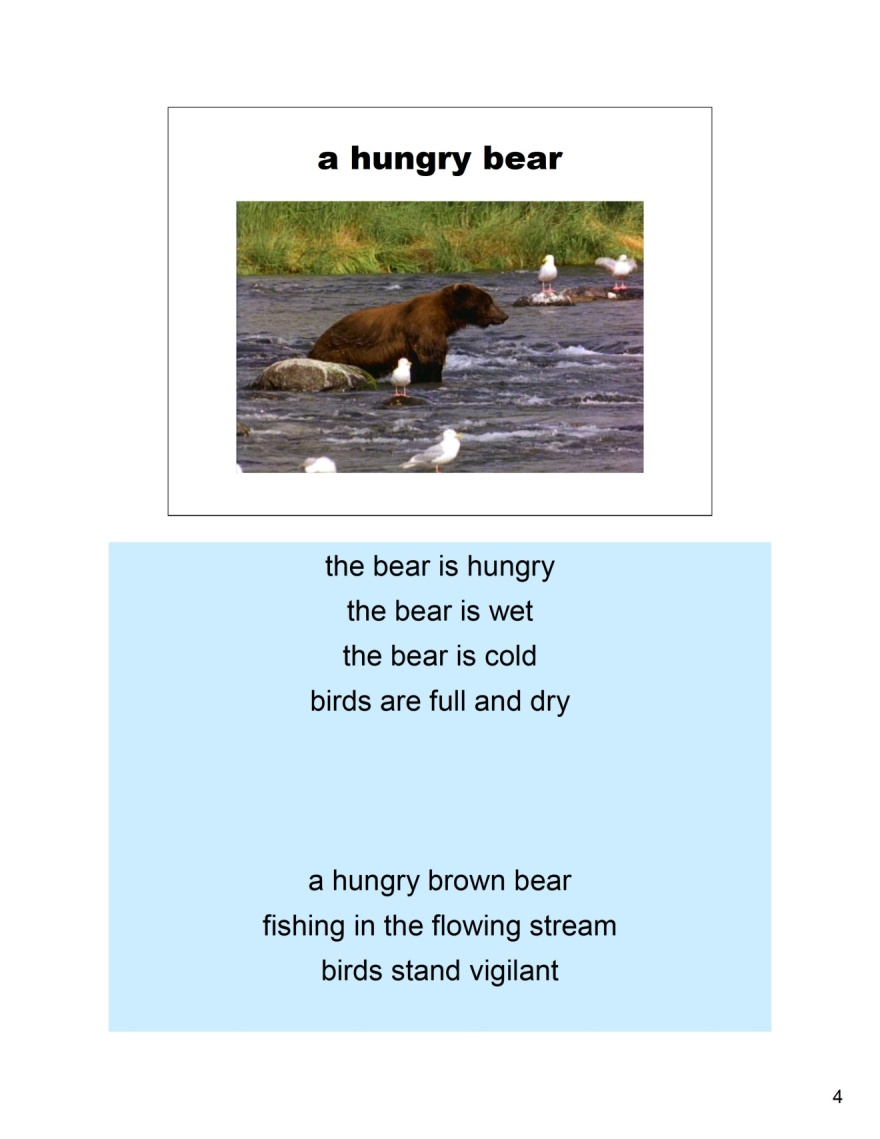 a hungry bear
the bear is hungry
the bear is wet
the bear is cold
birds are full and dry
a hungry brown bear
fishing in the flowing stream
birds stand vigilant
4